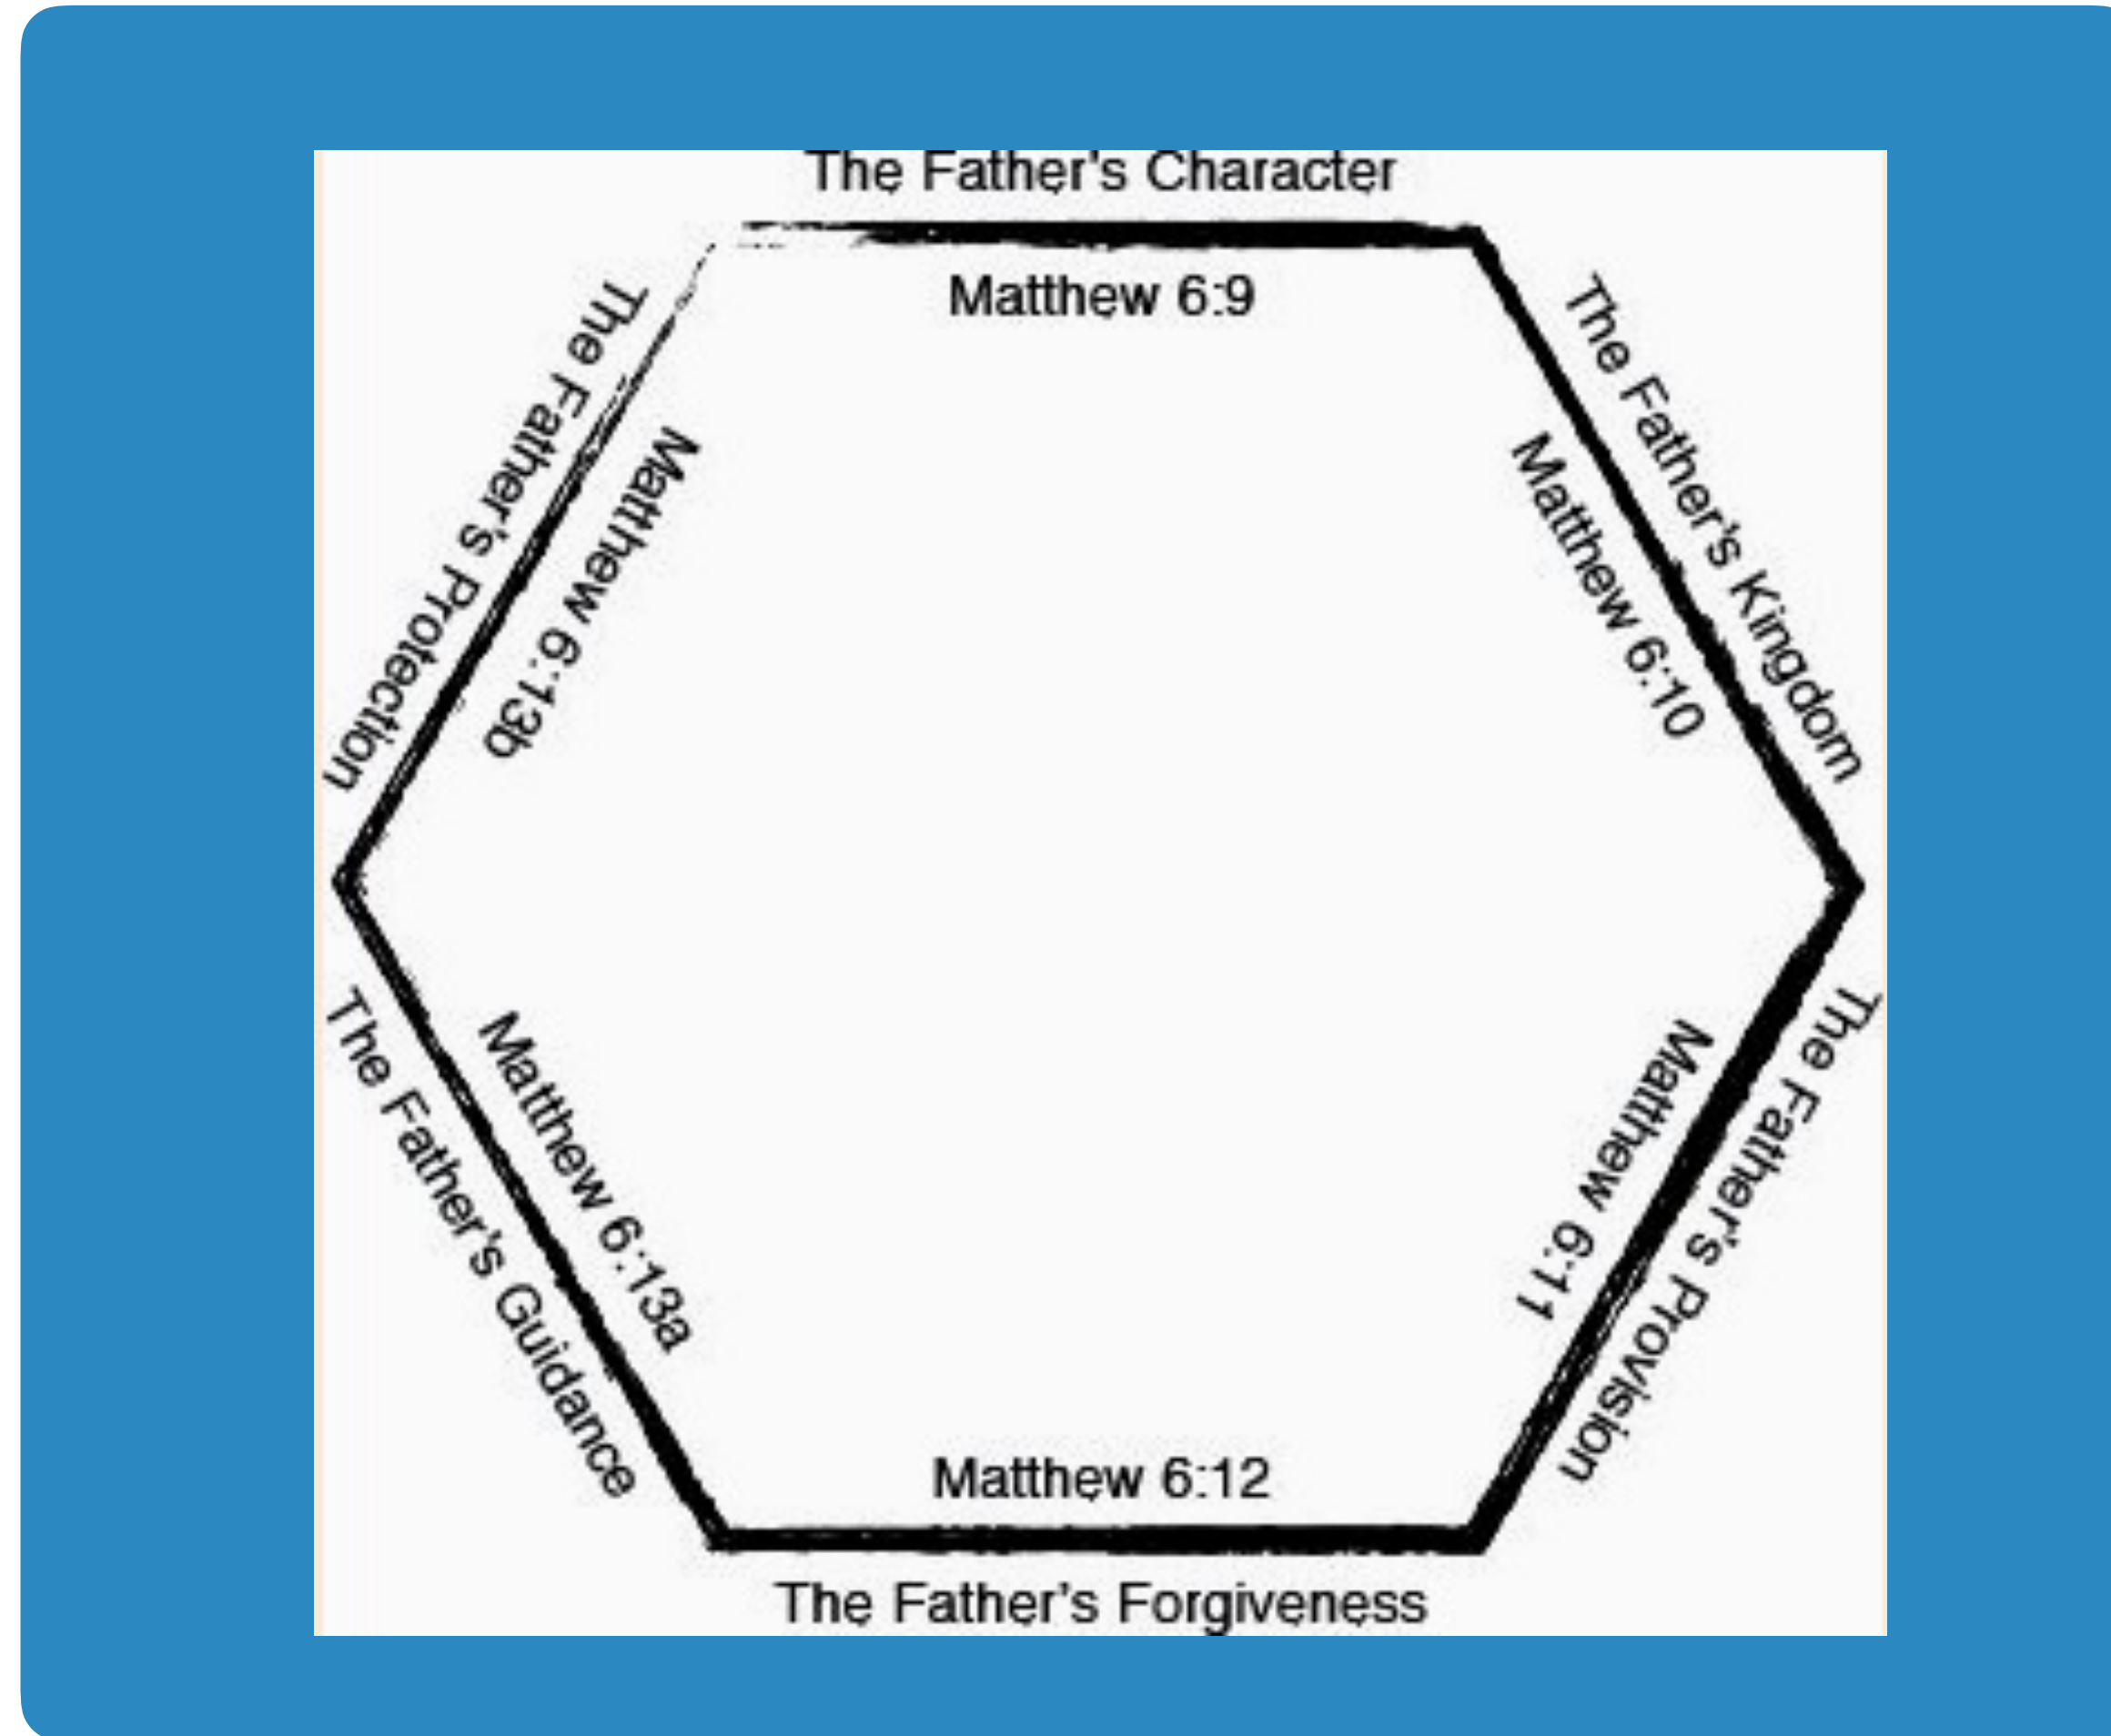 The Father's Character
Matthew 6:9
The Father's Kingdom
Matthew 6:10
The Father's Provision
Matthew 6:11
The Father's Forgiveness
Matthew 6:12
The Father's Guidance
Matthew 6:13a
The Father's Protection
Matthew 6:13b